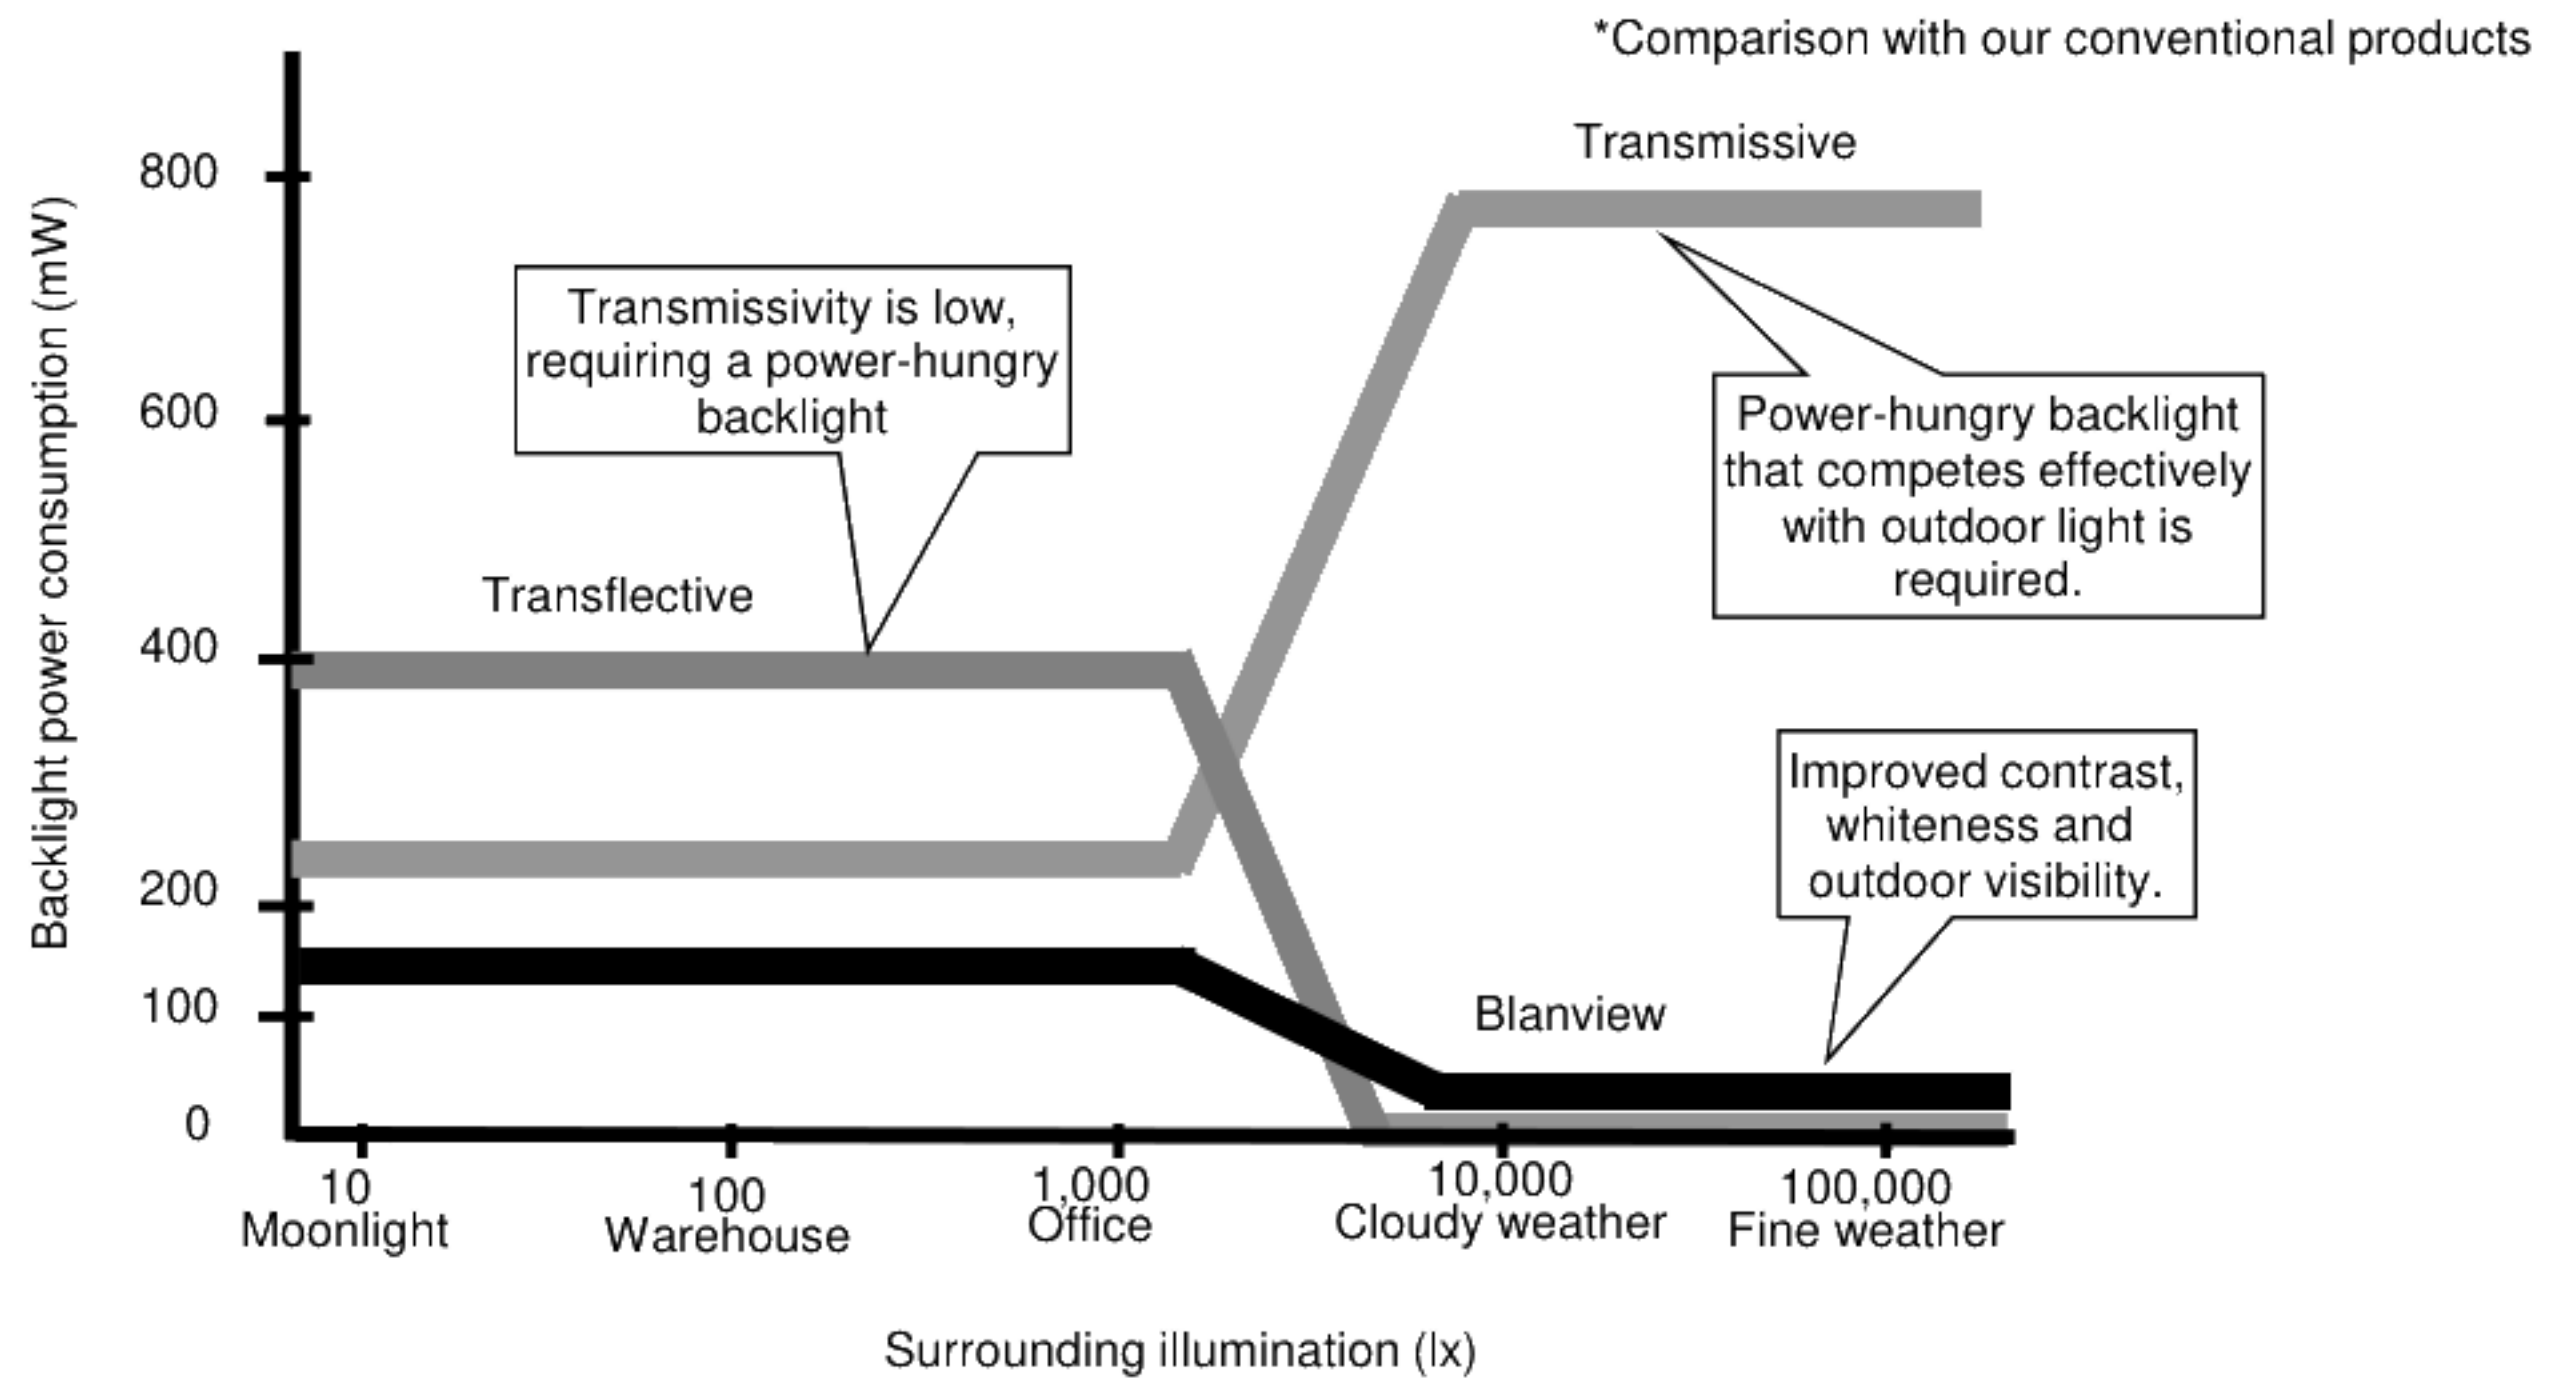 *Comparison with our conventional products
Transmissive
800
600
400
200
100
0
Backlight power consumption (mW)
Transmissivity is low,
requiring a power-hungry
backlight
Transflective
Power-hungry backlight
that competes effectively
with outdoor light is
required.
Improved contrast,
whiteness and
outdoor visibility.
Blanview
10
Moonlight
100
Warehouse
1,000
Office
10,000
Cloudy weather
100,000
Fine weather
Surrounding illumination (lx)